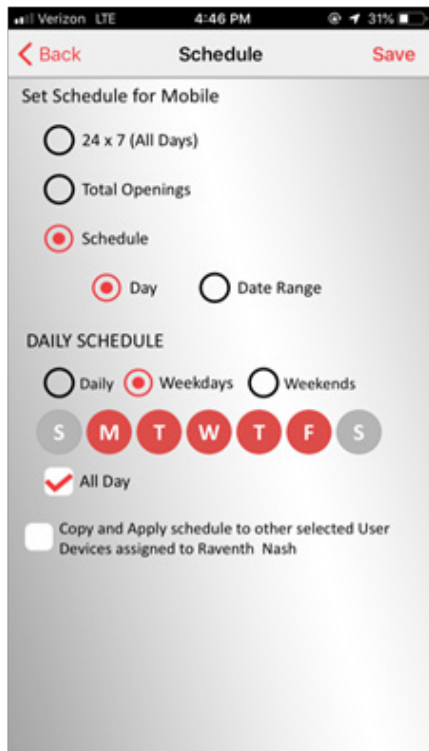 Verizon LTE 4:46 PM 31%
Back Schedule Save
Set Schedule for Mobile
24 x 7 (All Days)
Total Openings
Schedule
Day Date Range
DAILY SCHEDULE
Daily Weekdays Weekends
S M T W T F S
All Day
Copy and Apply schedule to other selected User
Devices assigned to Raventh Nash